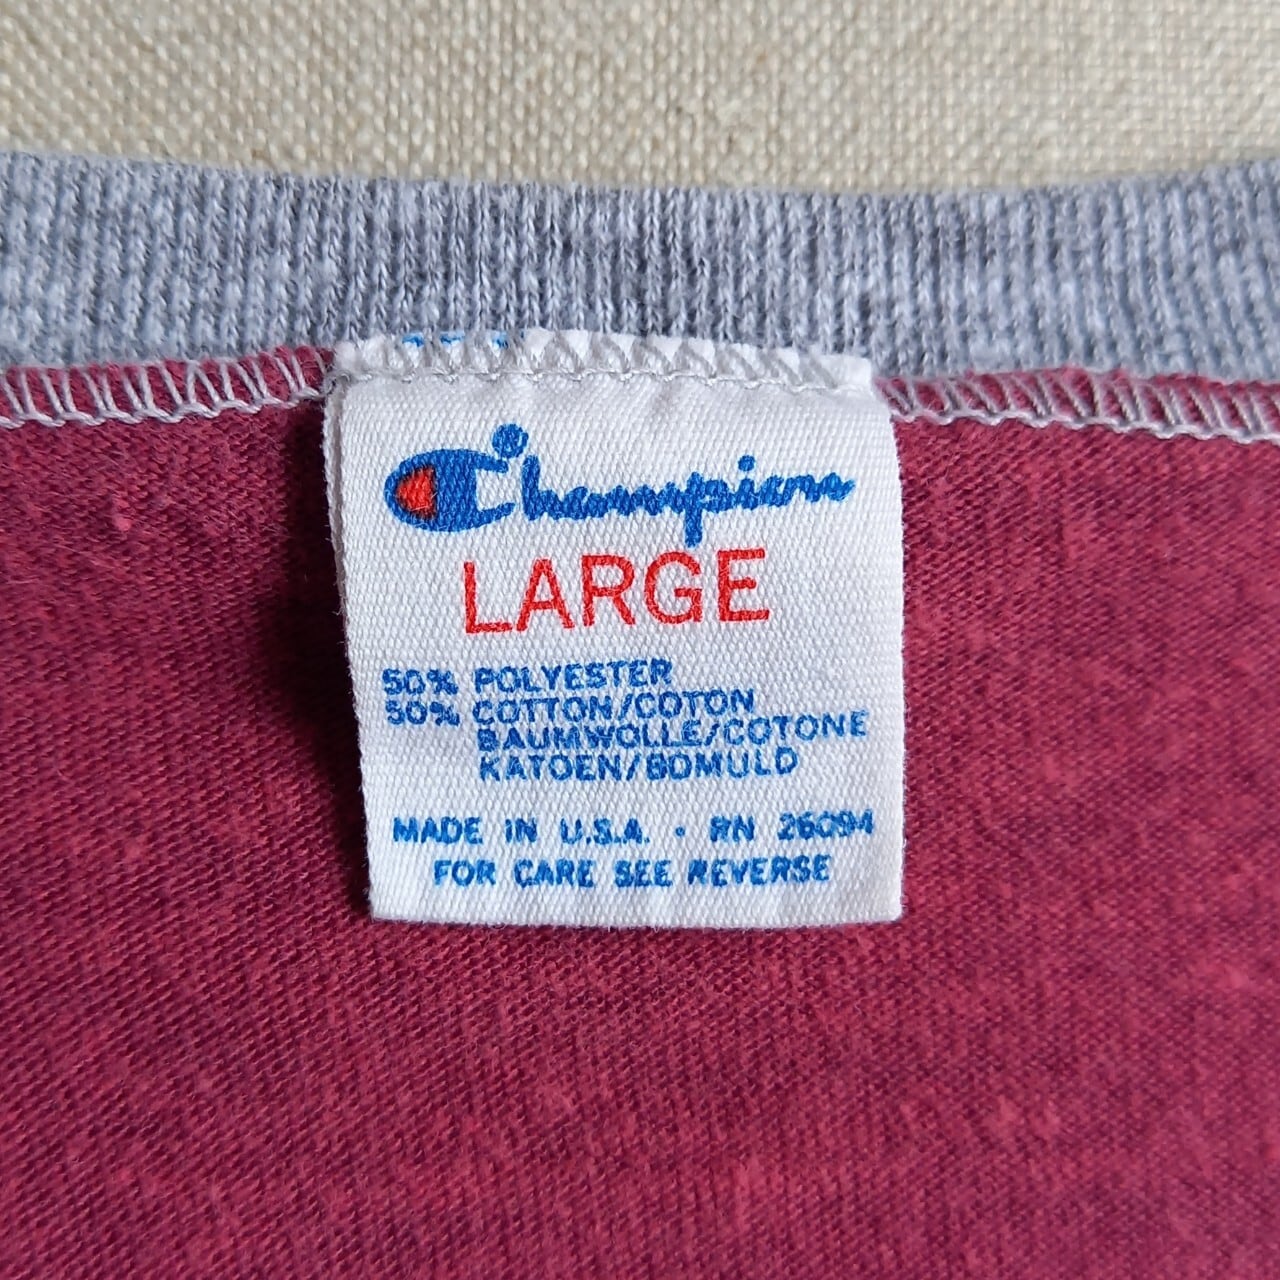 Champion®
LARGE
50% POLYESTER
50% COTTON/COTON
BAUMWOLLE/COTONE
KATOEN/BOMULD
MADE IN U.S.A. • RN 26094
FOR CARE SEE REVERSE